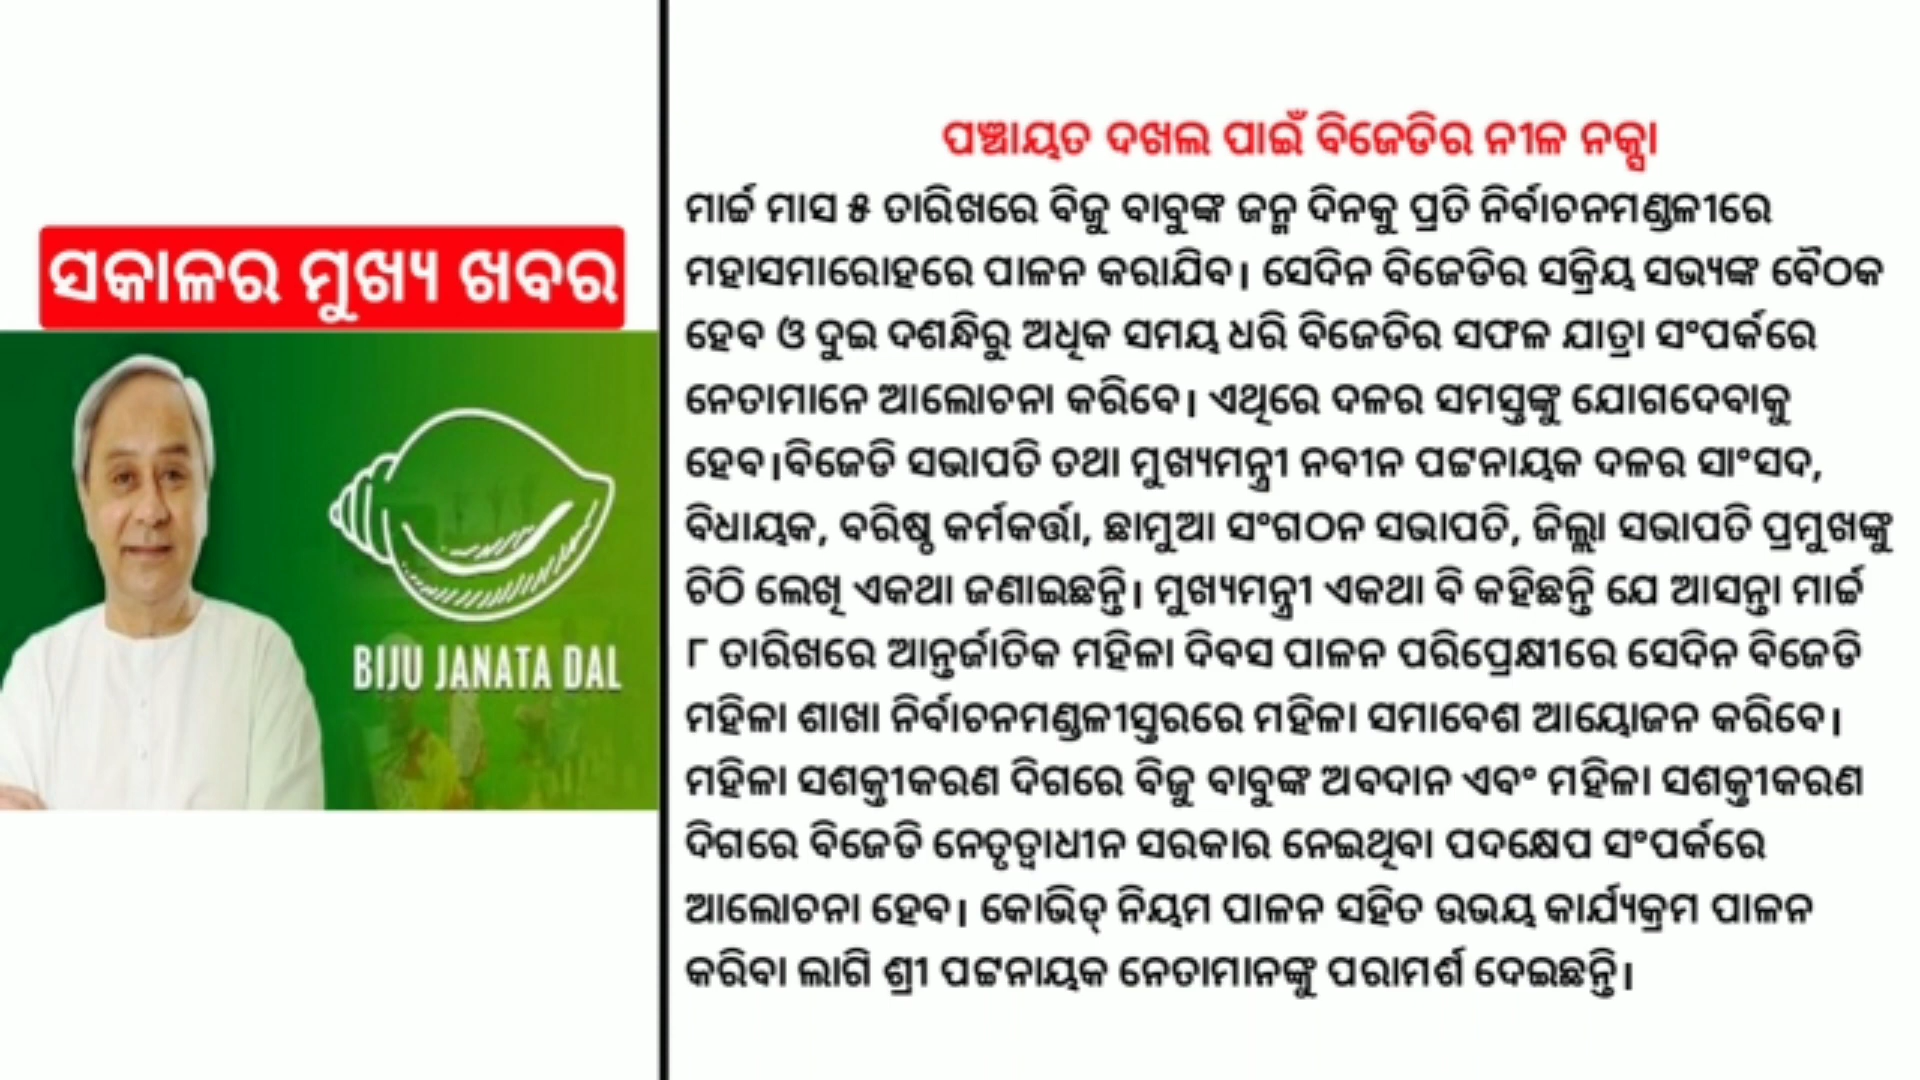 ସକାଳର ମୁଖ୍ୟ ଖବର
BIJU JANATA DAL
ପଞ୍ଚାୟତ ଦଖଲ ପାଇଁ ବିଜେଡିର ନୀଳ ନକ୍ସା
ମାର୍ଚ୍ଚ ମାସ ୫ ତାରିଖରେ ବିଜୁ ବାବୁଙ୍କ ଜନ୍ମ ଦିନକୁ ପ୍ରତି ନିର୍ବାଚନମଣ୍ଡଳୀରେ
ମହାସମାରୋହରେ ପାଳନ କରାଯିବ। ସେଦିନ ବିଜେଡିର ସକ୍ରିୟ ସଭ୍ୟଙ୍କ ବୈଠକ
ହେବ ଓ ଦୁଇ ଦଶନ୍ଧିରୁ ଅଧିକ ସମୟ ଧରି ବିଜେଡିର ସଫଳ ଯାତ୍ରା ସଂପର୍କରେ
ନେତାମାନେ ଆଲୋଚନା କରିବେ। ଏଥିରେ ଦଳର ସମସ୍ତଙ୍କୁ ଯୋଗଦେବାକୁ
ହେବ।ବିଜେଡି ସଭାପତି ତଥା ମୁଖ୍ୟମନ୍ତ୍ରୀ ନବୀନ ପଟ୍ଟନାୟକ ଦଳର ସାଂସଦ,
ବିଧାୟକ, ବରିଷ୍ଠ କର୍ମକର୍ତ୍ତା, ଛାମୁଆ ସଂଗଠନ ସଭାପତି, ଜିଲ୍ଲା ସଭାପତି ପ୍ରମୁଖଙ୍କୁ
ଚିଠି ଲେଖି ଏକଥା ଜଣାଇଛନ୍ତି। ମୁଖ୍ୟମନ୍ତ୍ରୀ ଏକଥା ବି କହିଛନ୍ତି ଯେ ଆସନ୍ତା ମାର୍ଚ୍ଚ
୮ ତାରିଖରେ ଆନ୍ତର୍ଜାତିକ ମହିଳା ଦିବସ ପାଳନ ପରିପ୍ରେକ୍ଷୀରେ ସେଦିନ ବିଜେଡି
ମହିଳା ଶାଖା ନିର୍ବାଚନମଣ୍ଡଳୀସ୍ତରରେ ମହିଳା ସମାବେଶ ଆୟୋଜନ କରିବେ।
ମହିଳା ସଶକ୍ତୀକରଣ ଦିଗରେ ବିଜୁ ବାବୁଙ୍କ ଅବଦାନ ଏବଂ ମହିଳା ସଶକ୍ତୀକରଣ
ଦିଗରେ ବିଜେଡି ନେତୃତ୍ୱାଧୀନ ସରକାର ନେଇଥିବା ପଦକ୍ଷେପ ସଂପର୍କରେ
ଆଲୋଚନା ହେବ। କୋଭିଡ୍ ନିୟମ ପାଳନ ସହିତ ଉଭୟ କାର୍ଯ୍ୟକ୍ରମ ପାଳନ
କରିବା ଲାଗି ଶ୍ରୀ ପଟ୍ଟନାୟକ ନେତାମାନଙ୍କୁ ପରାମର୍ଶ ଦେଇଛନ୍ତି।